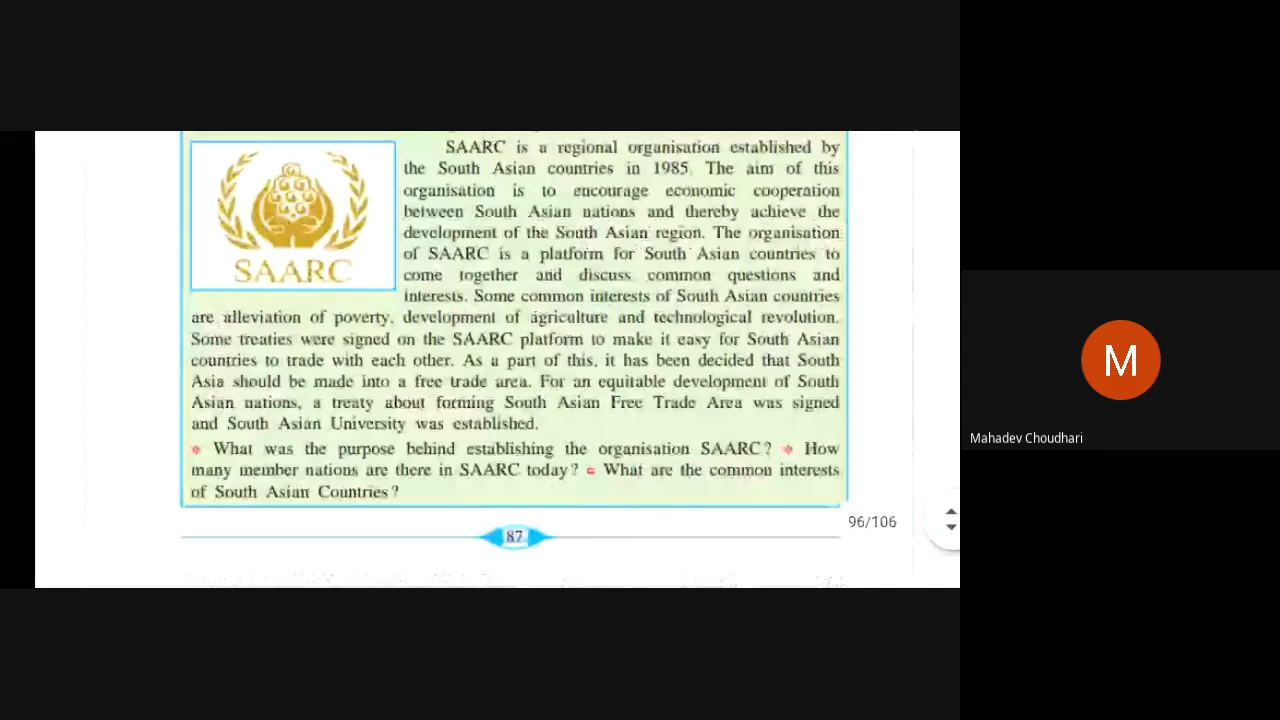 SAARC is a regional organisation established by
the South Asian countries in 1985. The aim of this
organisation is to encourage economic cooperation
between South Asian nations and thereby achieve the
development of the South Asian region. The organisation
of SAARC is a platform for South Asian countries to
come together and discuss common questions and
interests. Some common interests of South Asian countries
are alleviation of poverty, development of agriculture and technological revolution.
Some treaties were signed on the SAARC platform to make it easy for South Asian
countries to trade with each other. As a part of this, it has been decided that South
Asia should be made into a free trade area. For an equitable development of South
Asian nations, a treaty about forming South Asian Free Trade Area was signed
and South Asian University was established.
What was the purpose behind establishing the organisation SAARC? How
many member nations are there in SAARC today? What are the common interests
of South Asian Countries?
SAARC
87
96/106
M
Mahadev Choudhari